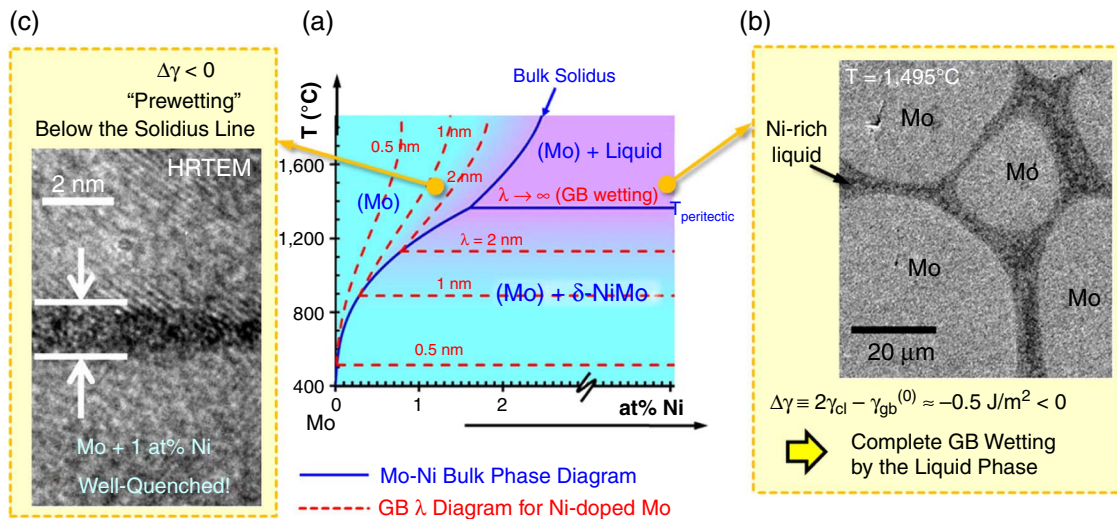 (c)
Δγ < 0
“Prewetting”
Below the Solidius Line
HRTEM
2 nm
Mo + 1 at% Ni
Well-Quenched!
(a)
T (°C)
1,600
1,200
800
400
0
1
2
at% Ni
Mo
Bulk Solidus
0.5 nm
1 nm
2 nm
(Mo)
(Mo) + Liquid
λ → ∞ (GB wetting)
Tperitectic
λ = 2 nm
1 nm
(Mo) + δ-NiMo
0.5 nm
Mo-Ni Bulk Phase Diagram
GB λ Diagram for Ni-doped Mo
(b)
T = 1,495°C
Ni-rich
liquid
Mo
Mo
Mo
Mo
20 μm
Δγ ≡ 2γcl – γgb(0) ≈ –0.5 J/m2 < 0
Complete GB Wetting
by the Liquid Phase